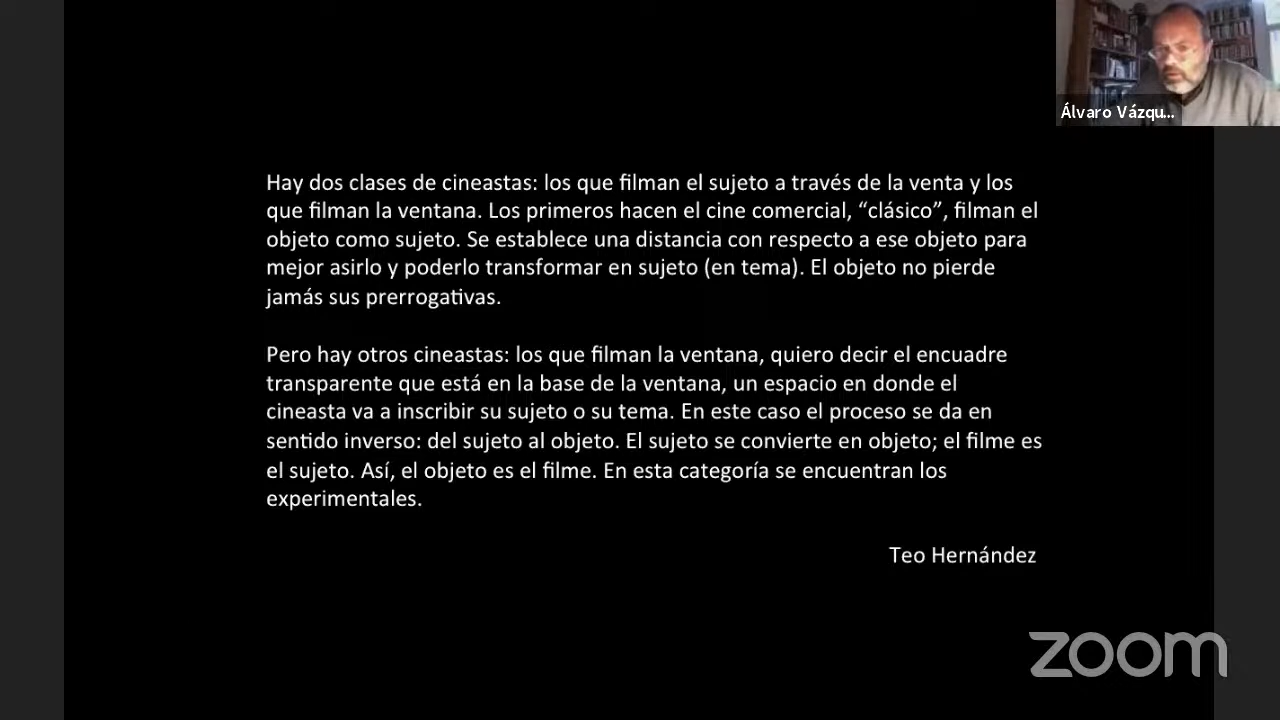 Álvaro Vázqu...
Hay dos clases de cineastas: los que filman el sujeto a través de la venta y los
que filman la ventana. Los primeros hacen el cine comercial, “clásico”, filman el
objeto como sujeto. Se establece una distancia con respecto a ese objeto para
mejor asirlo y poderlo transformar en sujeto (en tema). El objeto no pierde
jamás sus prerrogativas.
Pero hay otros cineastas: los que filman la ventana, quiero decir el encuadre
transparente que está en la base de la ventana, un espacio en donde el
cineasta va a inscribir su sujeto o su tema. En este caso el proceso se da en
sentido inverso: del sujeto al objeto. El sujeto se convierte en objeto; el filme es
el sujeto. Así, el objeto es el filme. En esta categoría se encuentran los
experimentales.
Teo Hernández
zoom